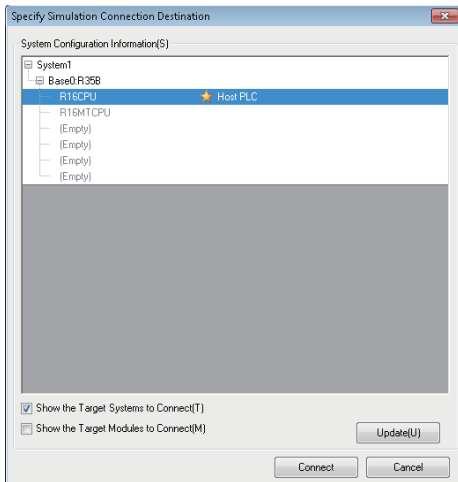 Specify Simulation Connection Destination
System Configuration Information(S)
System1
Base0:R35B
R16CPU Host PLC
R16MTCPU
(Empty)
(Empty)
(Empty)
(Empty)
Show the Target Systems to Connect(T)
Show the Target Modules to Connect(M)
Update(U)
Connect Cancel